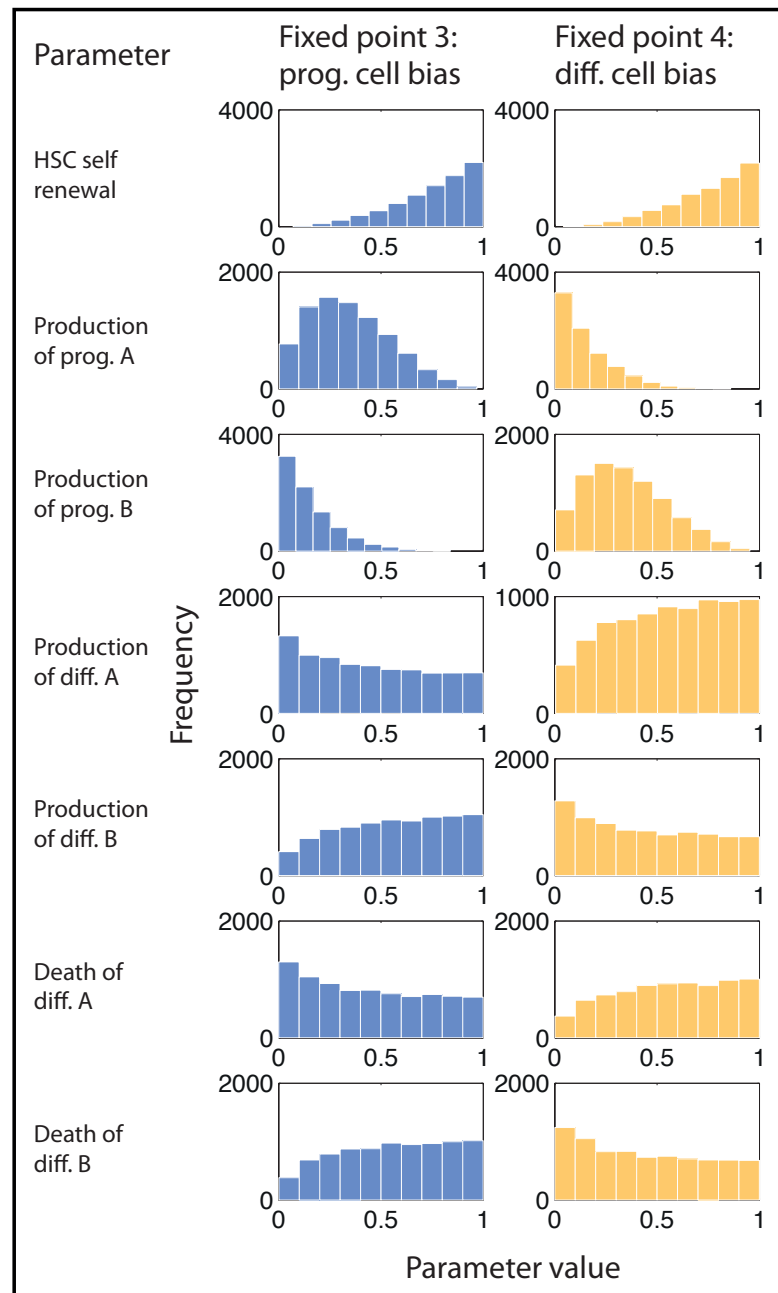 Parameter
Fixed point 3:
prog. cell bias
Fixed point 4:
diff. cell bias
HSC self
renewal
4000
0
0 0.5 1
4000
0
0 0.5 1
Production
of prog. A
2000
0
0 0.5 1
4000
0
0 0.5 1
Production
of prog. B
4000
0
0 0.5 1
2000
0
0 0.5 1
Production
of diff. A
2000
0
0 0.5 1
1000
0
0 0.5 1
Frequency
Production
of diff. B
2000
0
0 0.5 1
2000
0
0 0.5 1
Death of
diff. A
2000
0
0 0.5 1
2000
0
0 0.5 1
Death of
diff. B
2000
0
0 0.5 1
2000
0
0 0.5 1
Parameter value